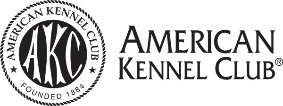 AMERICAN KENNEL CLUB
AKC
FOUNDED 1884
AMERICAN
KENNEL CLUB®